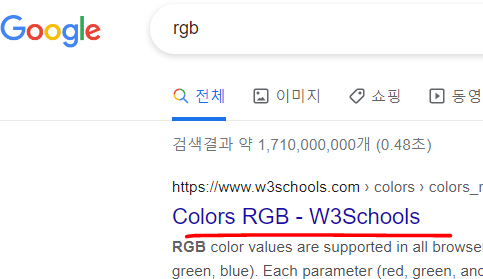 Google
rgb
전체 이미지 쇼핑 동영
검색결과 약 1,710,000,000개 (0.48초)
https://www.w3schools.com › colors › colors_
Colors RGB - W3Schools
RGB color values are supported in all browse
green, blue). Each parameter (red, green, and